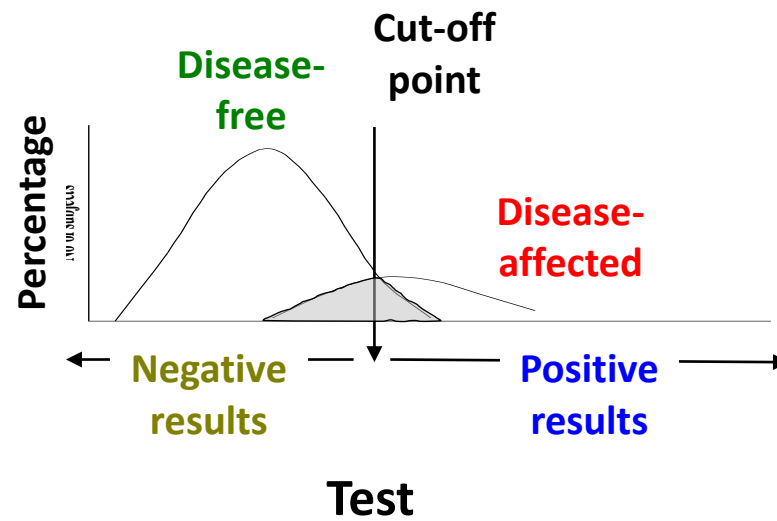 Cut-off
point
Disease-
free
Percentage
Disease-
affected
Negative
results
Positive
results
Test